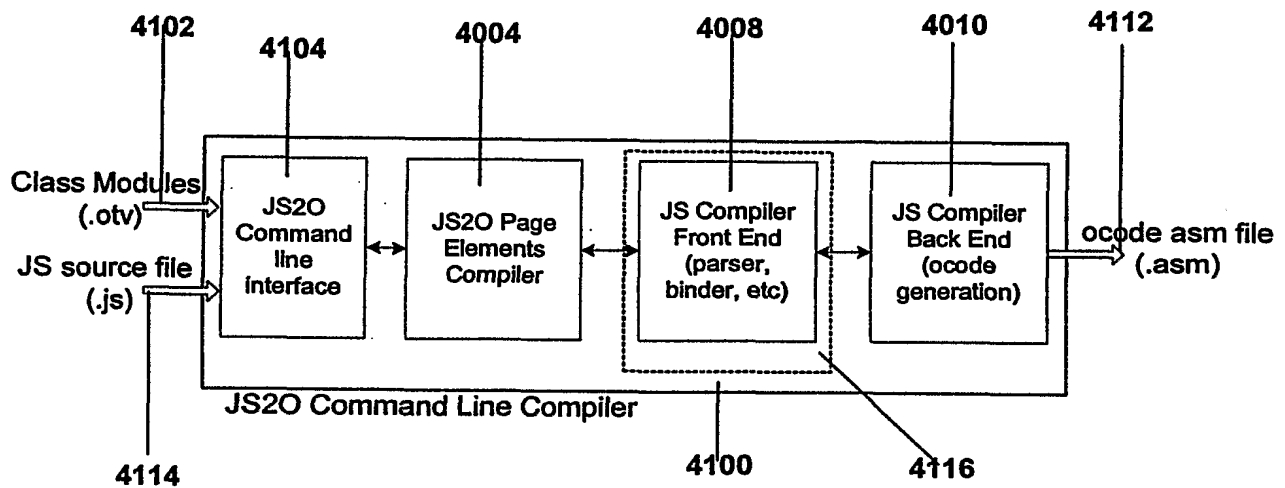 4102
4104
4004
4008
4010
4112
Class Modules
(.otv)
JS source file
(.js)
JS2O
Command
line
interface
JS2O Page
Elements
Compiler
JS Compiler
Front End
(parser,
binder, etc)
JS Compiler
Back End
(ocode
generation)
ocode asm file
(.asm)
JS2O Command Line Compiler
4114
4100
4116